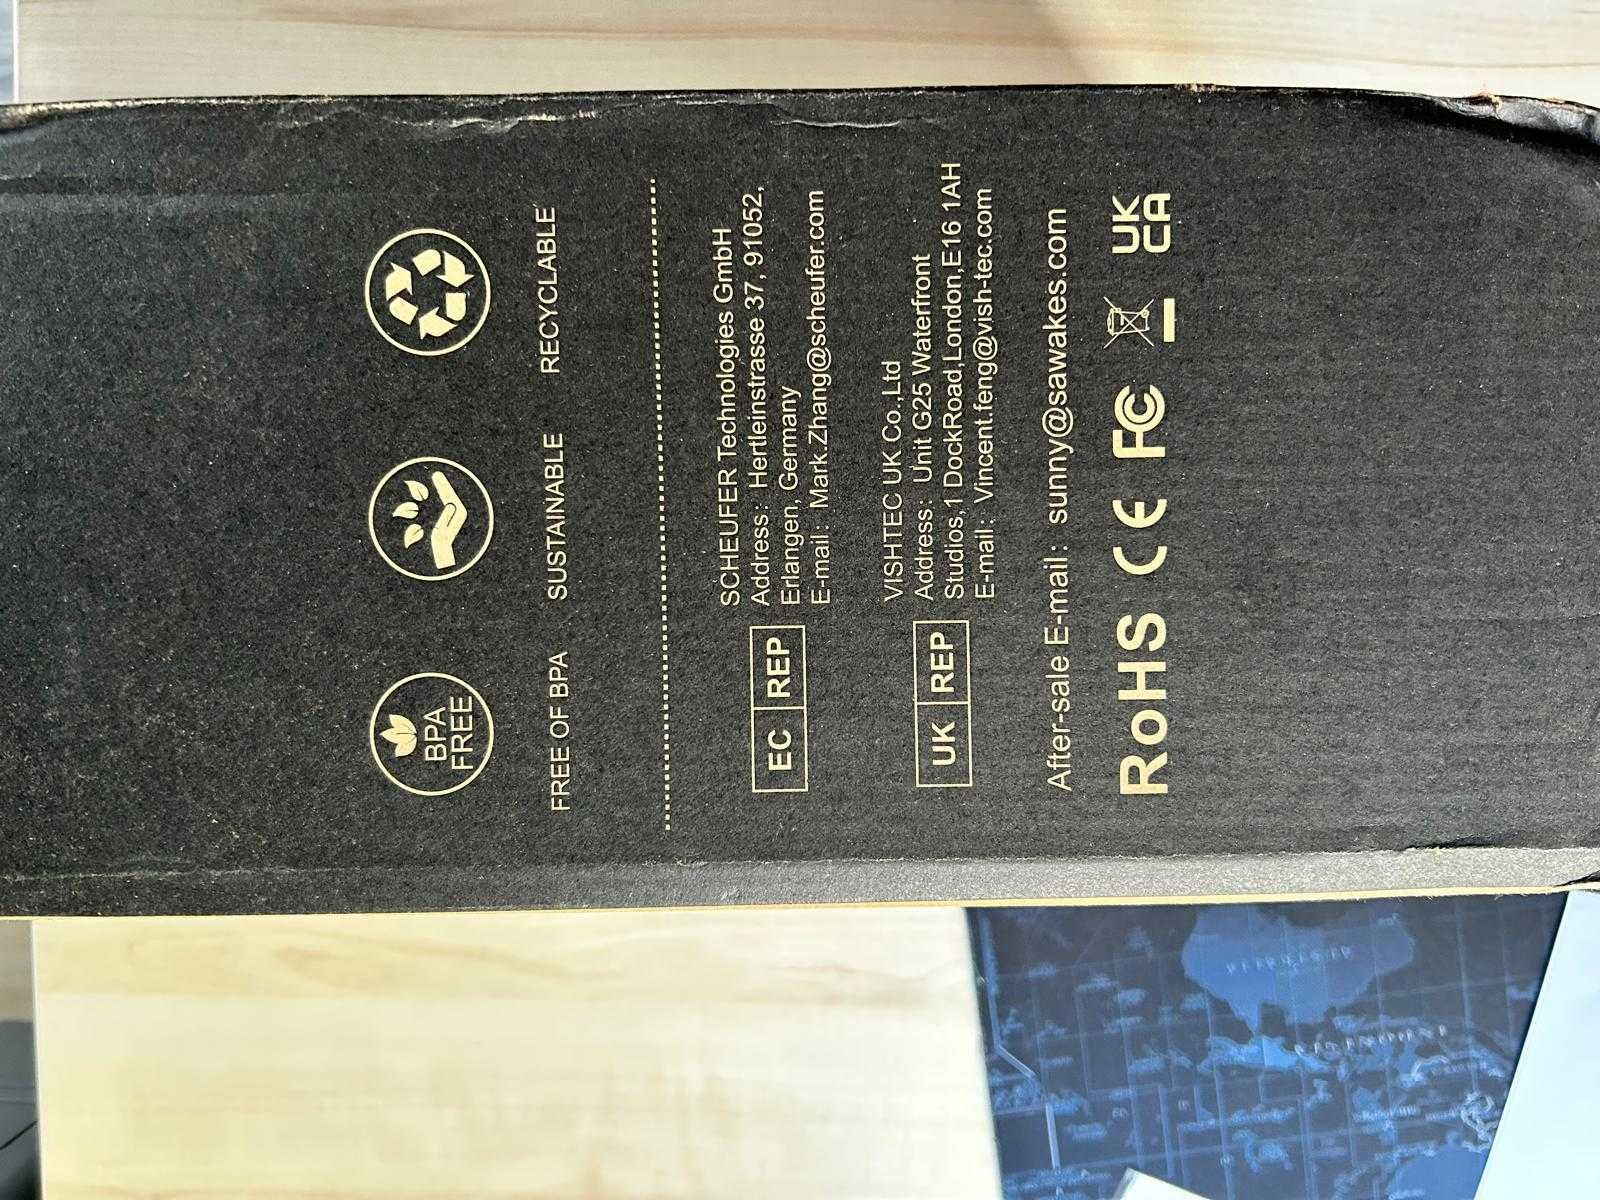 BPA
FREE
FREE OF BPA
SUSTAINABLE
RECYCLABLE
EC REP
SCHEUFER Technologies GmbH
Address: Hertleinstrasse 37, 91052,
Erlangen, Germany
E-mail: Mark.Zhang@scheufer.com
UK REP
VISHTEC UK Co.,Ltd
Address: Unit G25 Waterfront
Studios,1 DockRoad,London,E16 1AH
E-mail: Vincent.feng@vish-tec.com
After-sale E-mail: sunny@sawakes.com
RoHS CE FC UK
CA